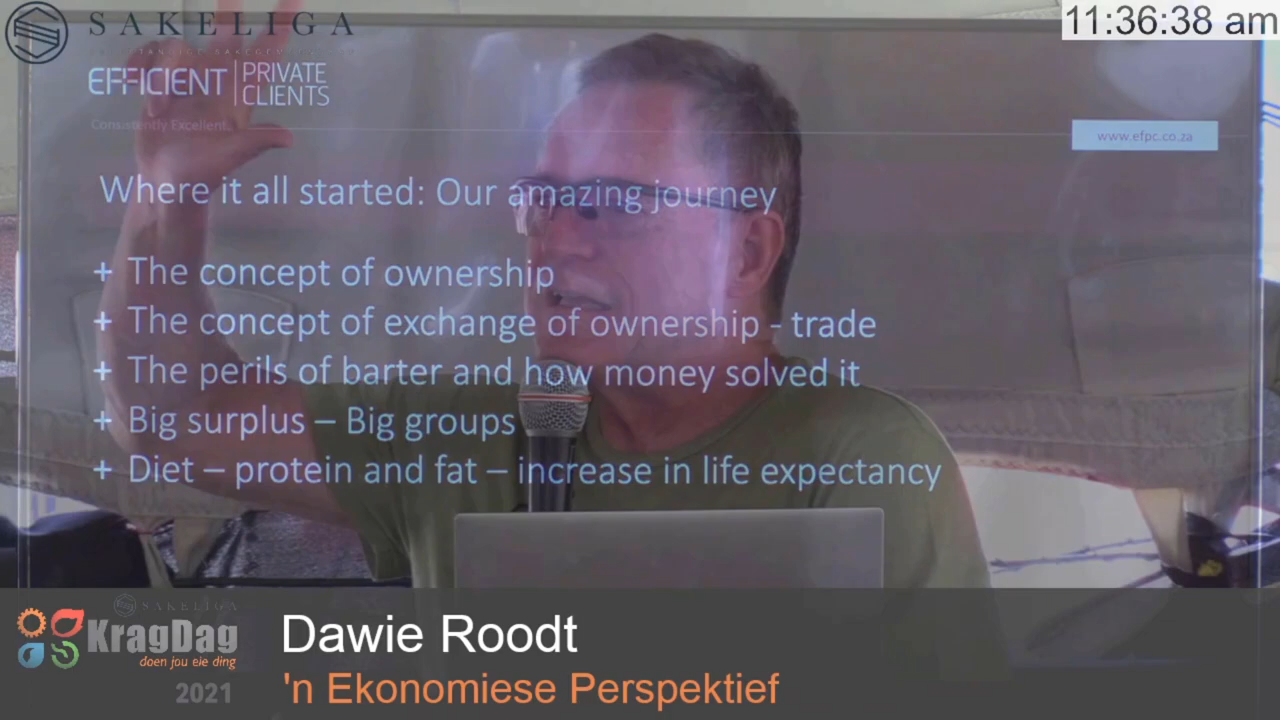 SAKELIGA
11:36:38 am
EFFICIENT PRIVATE CLIENTS
Consistently Excellent.
www.efpc.co.za
Where it all started: Our amazing journey
+ The concept of ownership
+ The concept of exchange of ownership - trade
+ The perils of barter and how money solved it
+ Big surplus – Big groups
+ Diet – protein and fat – increase in life expectancy
SAKELIGA
KragDag
doen jou eie ding
2021
Dawie Roodt
'n Ekonomiese Perspektief